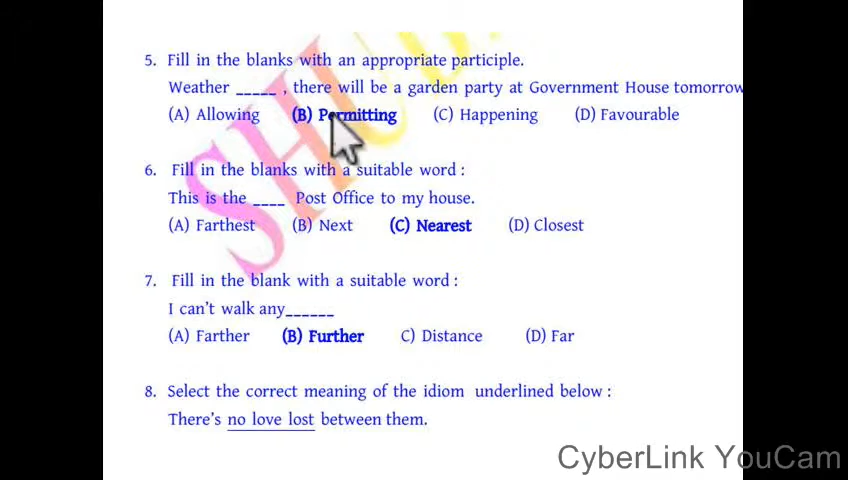 5. Fill in the blanks with an appropriate participle.
Weather _____ , there will be a garden party at Government House tomorrow
(A) Allowing (B) Permitting (C) Happening (D) Favourable
6. Fill in the blanks with a suitable word :
This is the ____ Post Office to my house.
(A) Farthest (B) Next (C) Nearest (D) Closest
7. Fill in the blank with a suitable word :
I can't walk any______
(A) Farther (B) Further C) Distance (D) Far
8. Select the correct meaning of the idiom underlined below :
There's no love lost between them.
CyberLink YouCam